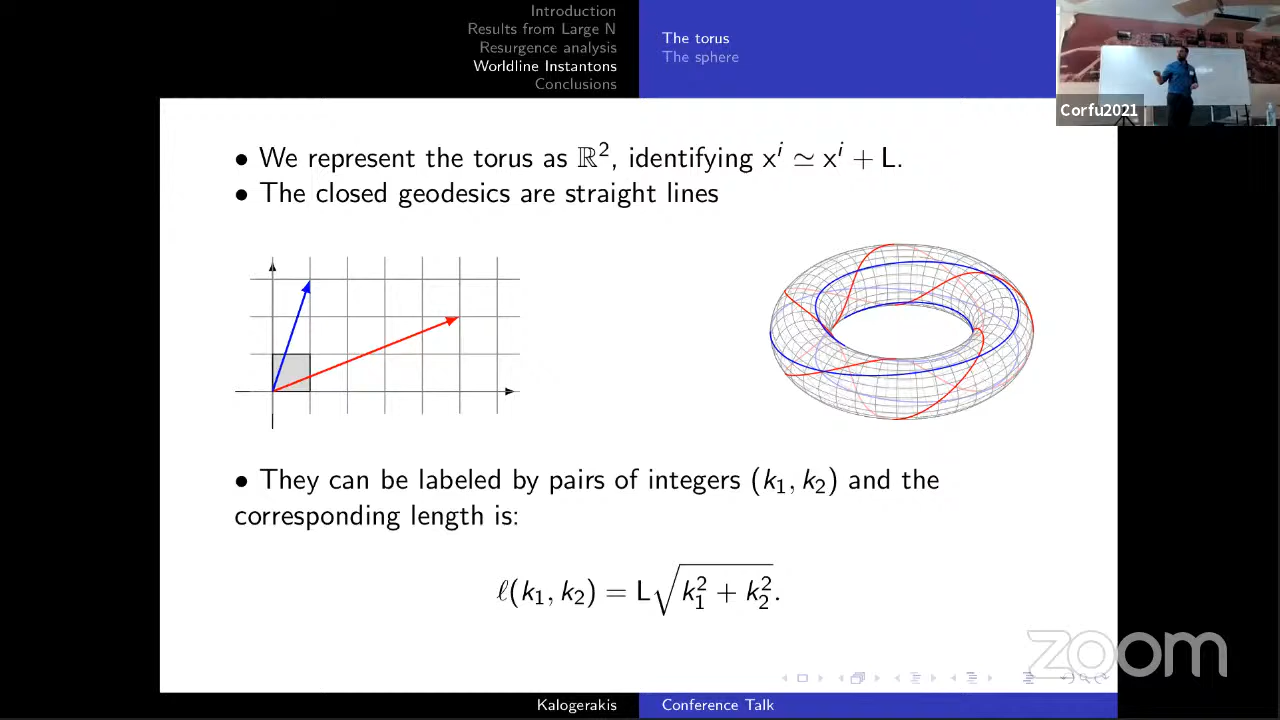 Introduction
Results from Large N
Resurgence analysis
Worldline Instantons
Conclusions
The torus
The sphere
Corfu2021
• We represent the torus as ℝ², identifying xⁱ ≃ xⁱ + L.
• The closed geodesics are straight lines
• They can be labeled by pairs of integers (k₁, k₂) and the
corresponding length is:
ℓ(k₁, k₂) = L√(k₁² + k₂²).
zoom
Kalogerakis
Conference Talk